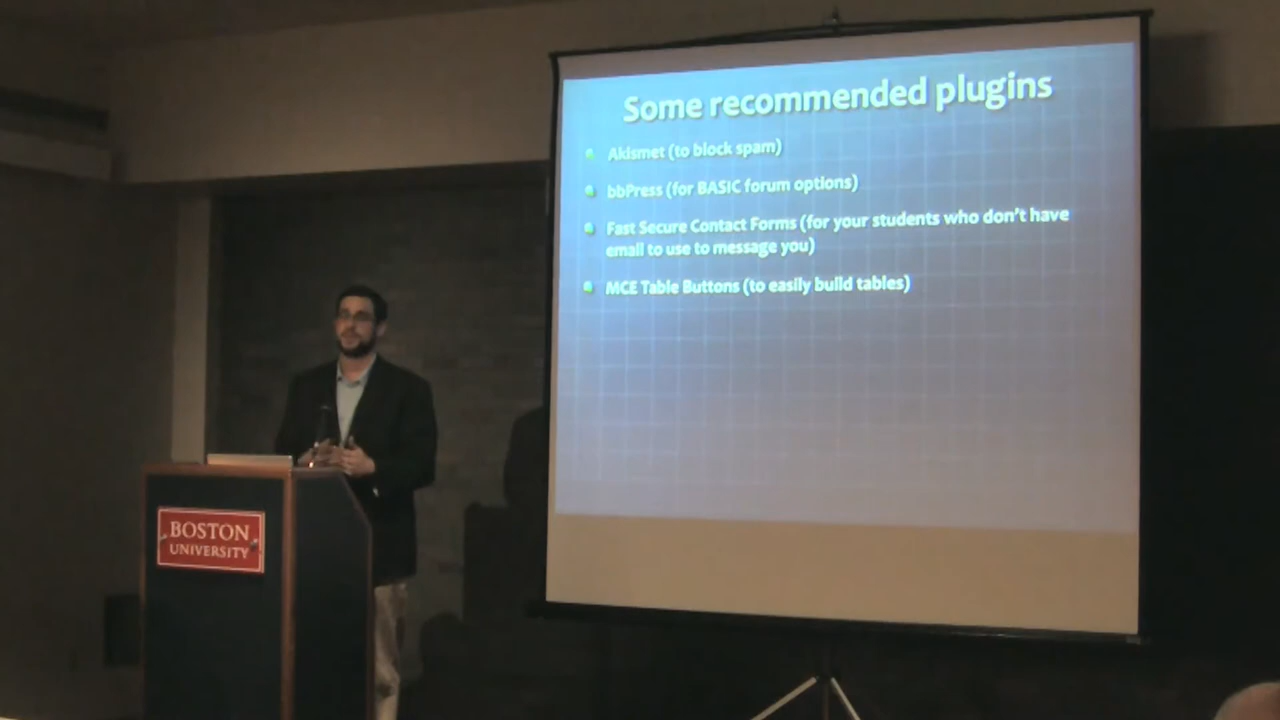 Some recommended plugins
Akismet (to block spam)
bbPress (for BASIC forum options)
Fast Secure Contact Forms (for your students who don't have
email to use to message you)
MCE Table Buttons (to easily build tables)
BOSTON
UNIVERSITY